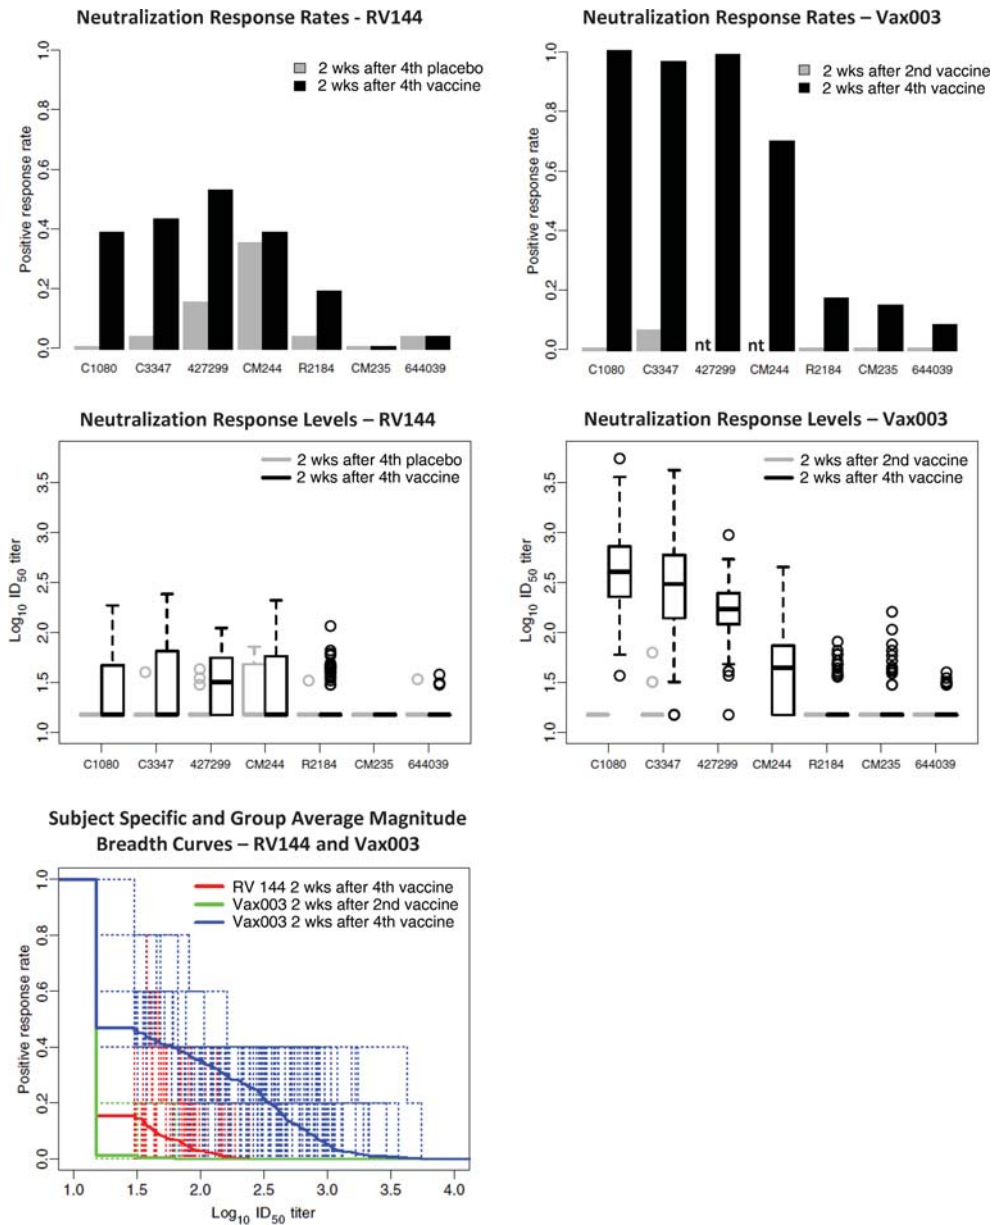 Neutralization Response Rates - RV144
1.0
0.8
0.6
0.4
0.2
0.0
Positive response rate
2 wks after 4th placebo
2 wks after 4th vaccine
C1080 C3347 427299 CM244 R2184 CM235 644039
Neutralization Response Rates – Vax003
1.0
0.8
0.6
0.4
0.2
0.0
Positive response rate
2 wks after 2nd vaccine
2 wks after 4th vaccine
nt nt
C1080 C3347 427299 CM244 R2184 CM235 644039
Neutralization Response Levels – RV144
3.5
3.0
2.5
2.0
1.5
1.0
Log10 ID50 titer
2 wks after 4th placebo
2 wks after 4th vaccine
C1080 C3347 427299 CM244 R2184 CM235 644039
Neutralization Response Levels – Vax003
3.5
3.0
2.5
2.0
1.5
1.0
Log10 ID50 titer
2 wks after 2nd vaccine
2 wks after 4th vaccine
C1080 C3347 427299 CM244 R2184 CM235 644039
Subject Specific and Group Average Magnitude
Breadth Curves – RV144 and Vax003
1.0
0.8
0.6
0.4
0.2
0.0
Positive response rate
RV 144 2 wks after 4th vaccine
Vax003 2 wks after 2nd vaccine
Vax003 2 wks after 4th vaccine
1.0 1.5 2.0 2.5 3.0 3.5 4.0
Log10 ID50 titer